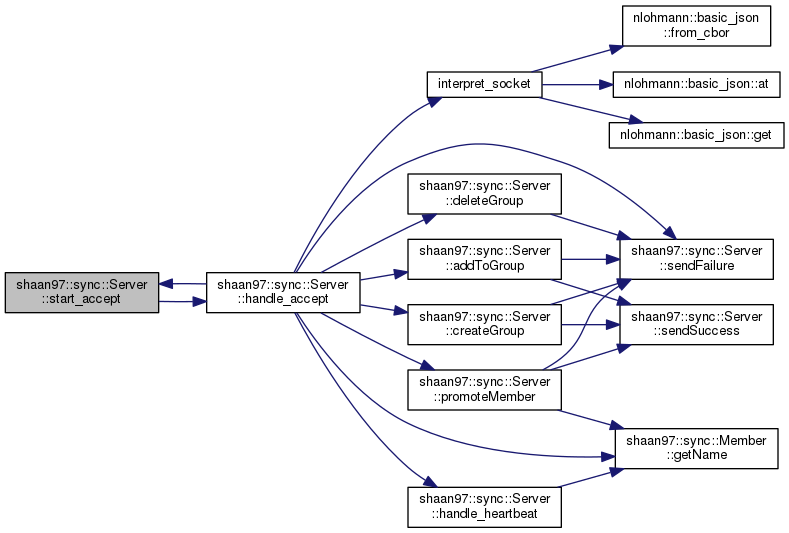 nlohmann::basic_json
::from_cbor
interpret_socket
nlohmann::basic_json::at
nlohmann::basic_json::get
shaan97::sync::Server
::deleteGroup
shaan97::sync::Server
::addToGroup
shaan97::sync::Server
::sendFailure
shaan97::sync::Server
::start_accept
shaan97::sync::Server
::handle_accept
shaan97::sync::Server
::createGroup
shaan97::sync::Server
::sendSuccess
shaan97::sync::Server
::promoteMember
shaan97::sync::Member
::getName
shaan97::sync::Server
::handle_heartbeat